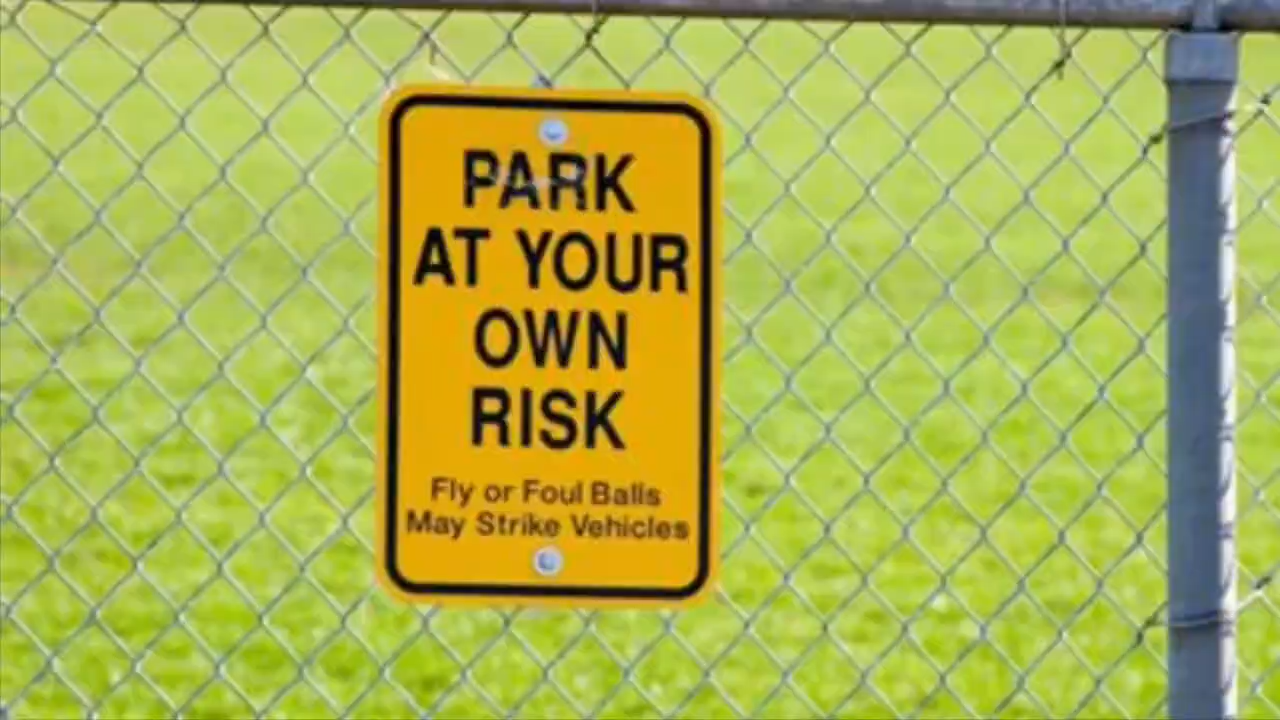 PARK
AT YOUR
OWN
RISK
Fly or Foul Balls
May Strike Vehicles